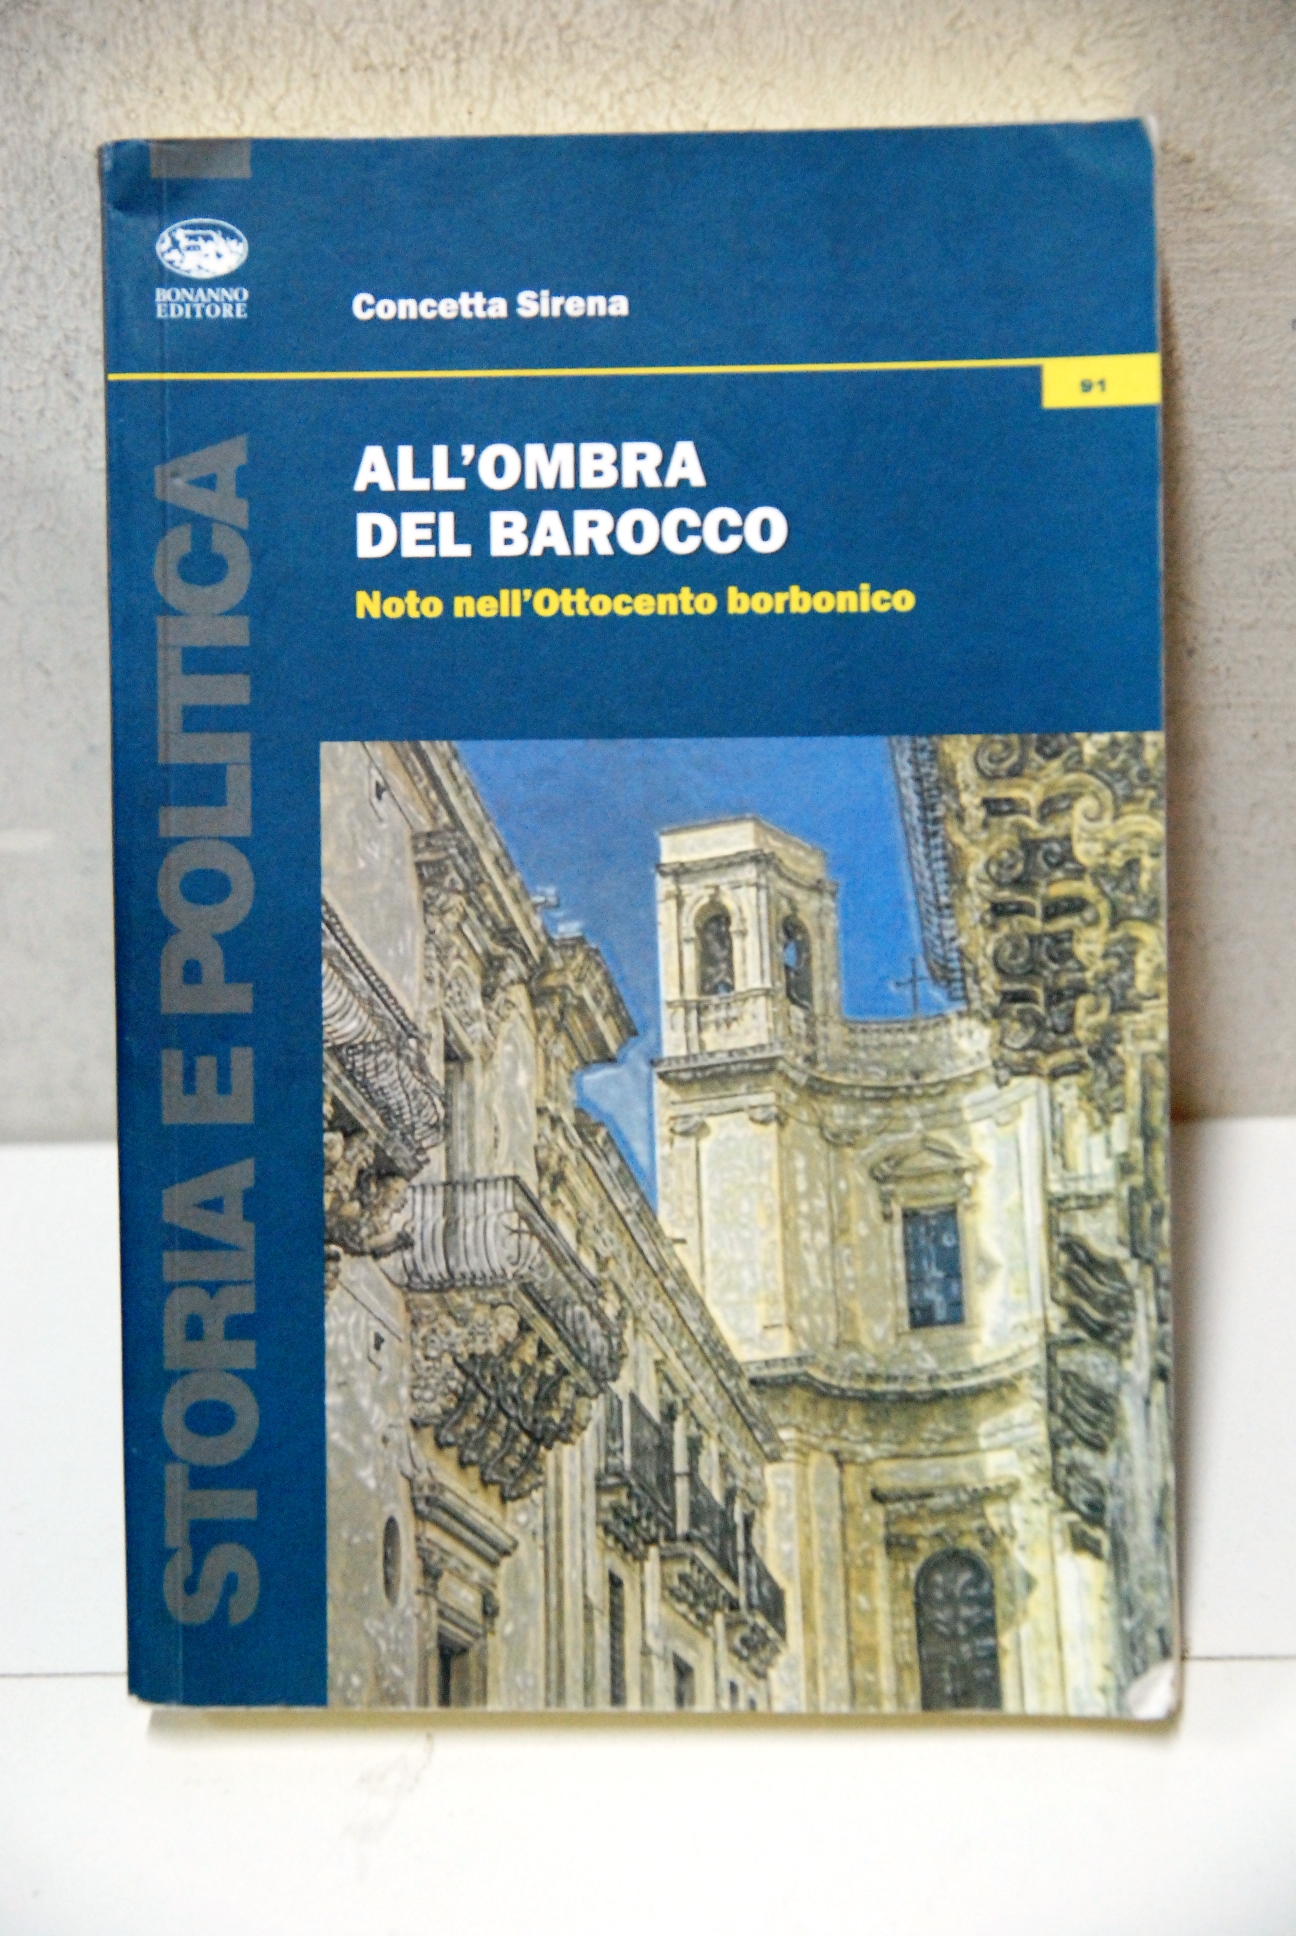 BONANNO
EDITORE
Concetta Sirena
91
ALL'OMBRA
DEL BAROCCO
Noto nell'Ottocento borbonico
STORIA E POLITICA